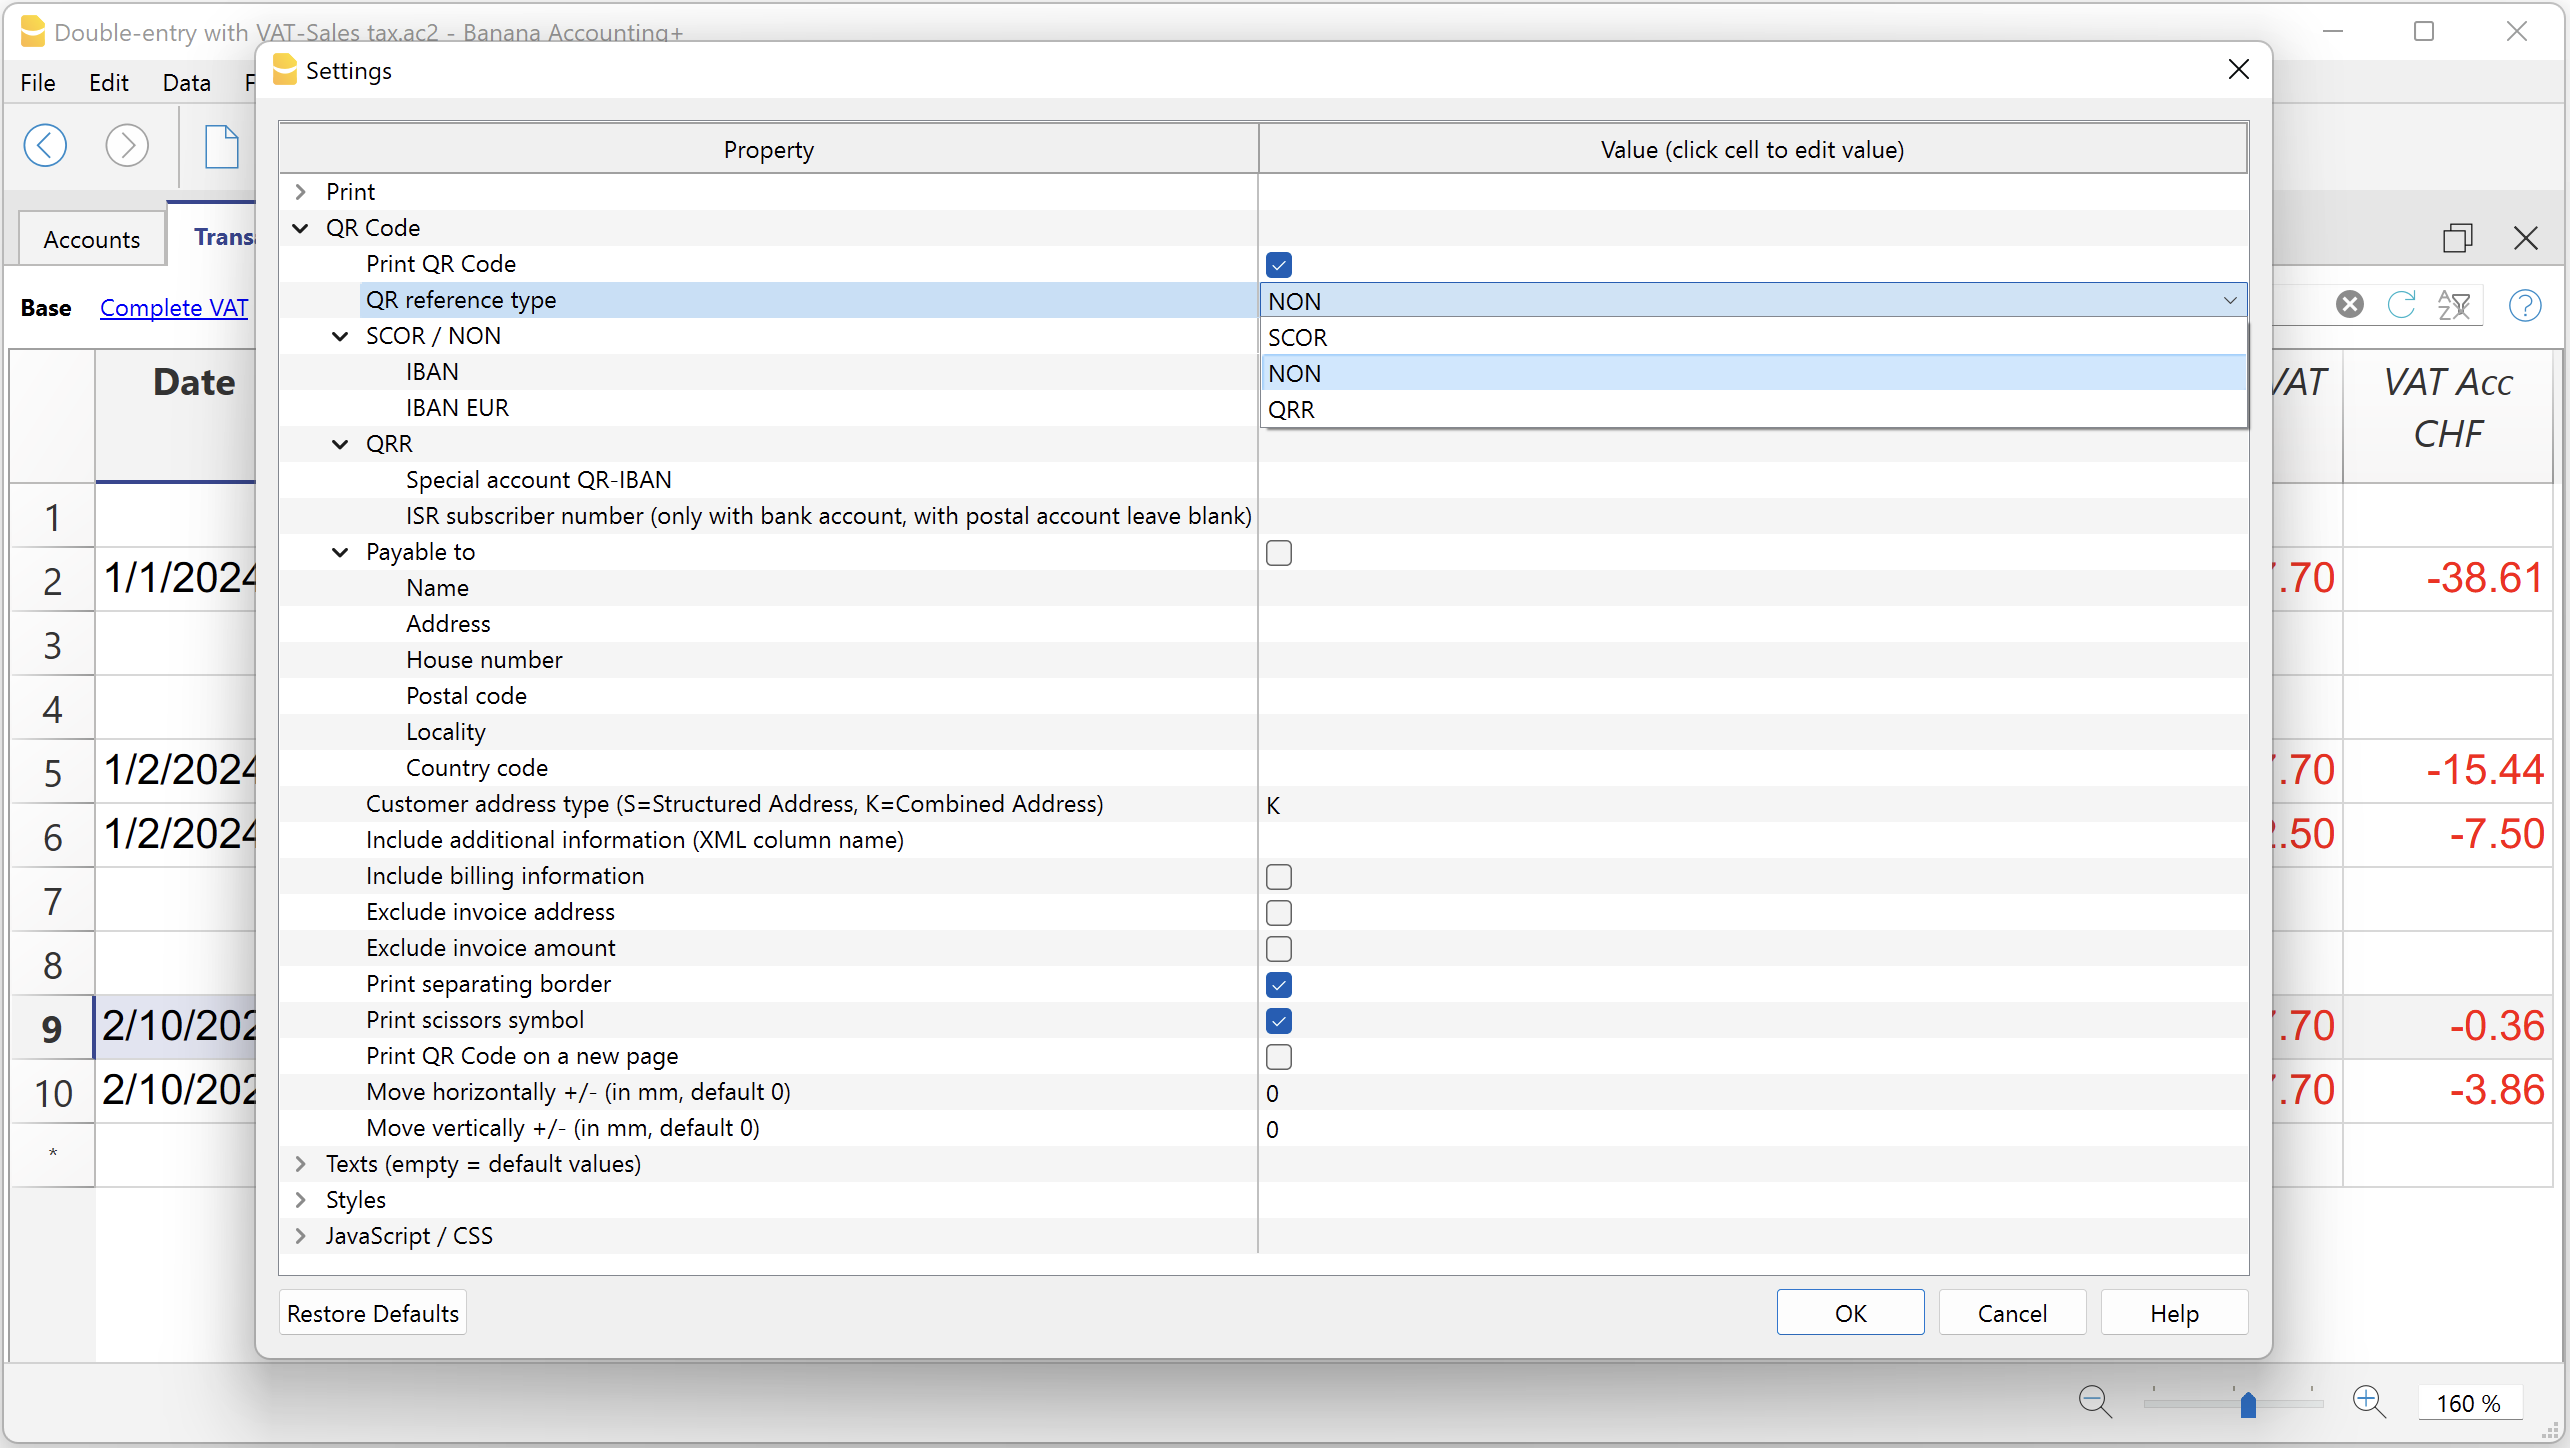 Double-entry with VAT-Sales tax.ac2 - Banana Accounting+
File Edit Data
Settings
Property Value (click cell to edit value)
Print
QR Code
Print QR Code
QR reference type NON
SCOR / NON SCOR
IBAN NON
IBAN EUR QRR
QRR
Special account QR-IBAN
ISR subscriber number (only with bank account, with postal account leave blank)
Payable to
Name
Address
House number
Postal code
Locality
Country code
Customer address type (S=Structured Address, K=Combined Address) K
Include additional information (XML column name)
Include billing information
Exclude invoice address
Exclude invoice amount
Print separating border
Print scissors symbol
Print QR Code on a new page
Move horizontally +/- (in mm, default 0) 0
Move vertically +/- (in mm, default 0) 0
Texts (empty = default values)
Styles
JavaScript / CSS
Restore Defaults OK Cancel Help
Accounts
Base Complete VAT
Date VAT VAT Acc
CHF
1
2 1/1/2024 .70 -38.61
3
4
5 1/2/2024 .70 -15.44
6 1/2/2024 .50 -7.50
7
8
9 2/10/202 .70 -0.36
10 2/10/202 .70 -3.86
*
160 %